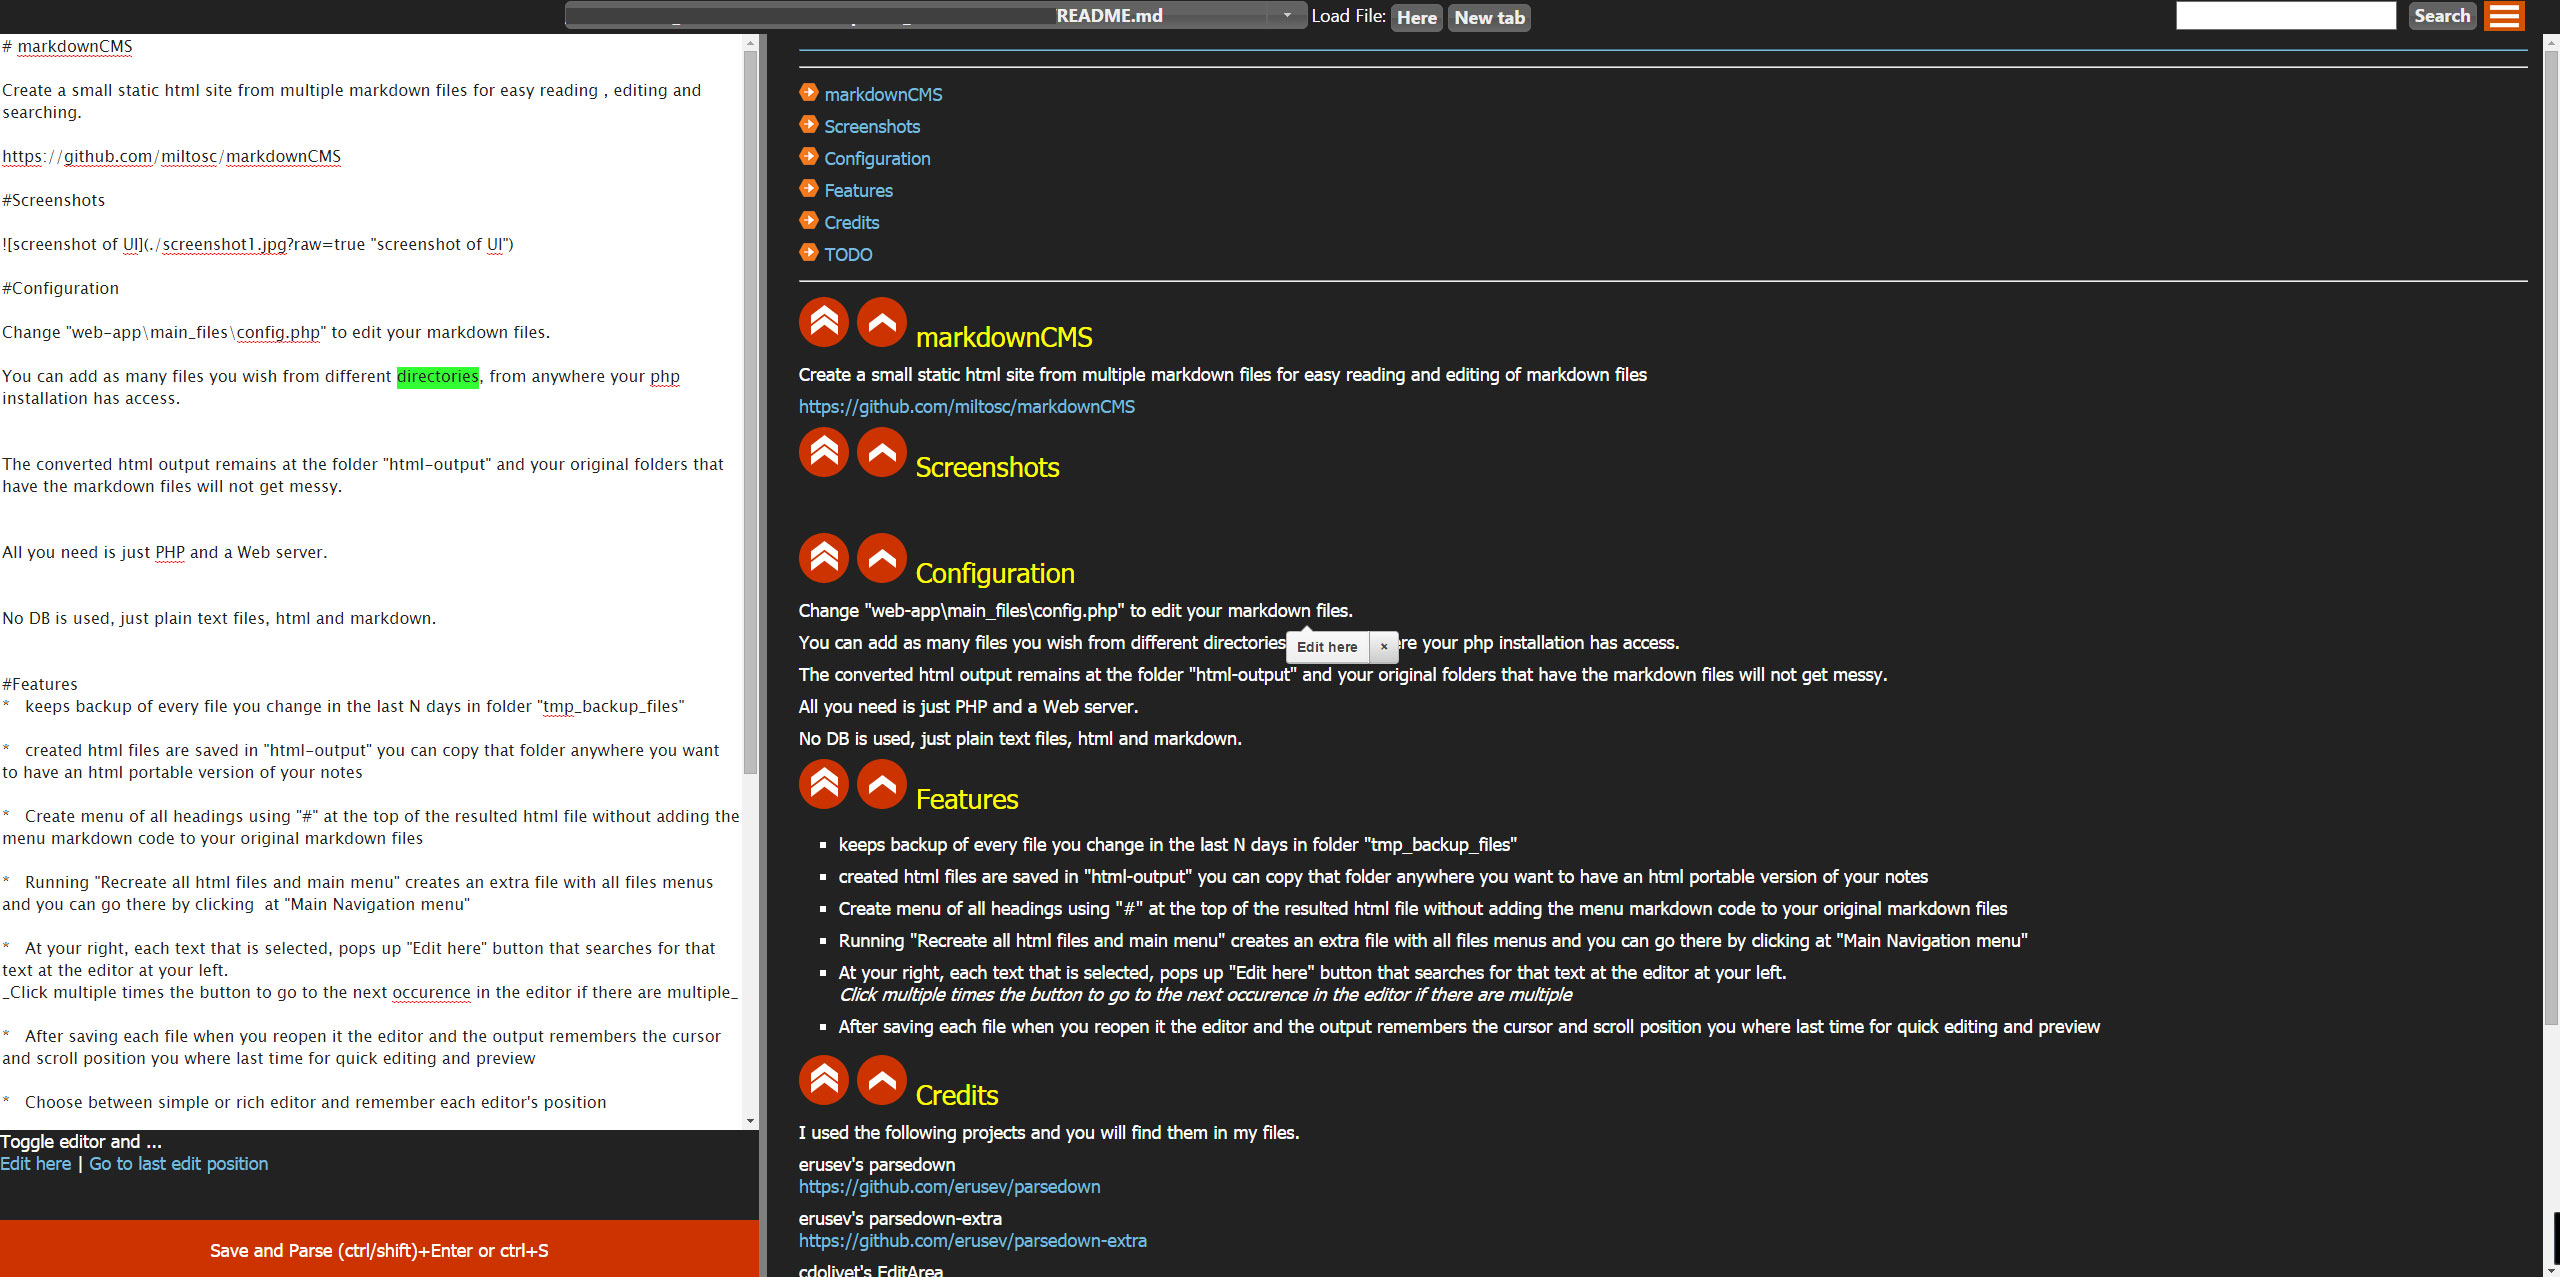 README.md
Load File:
Here
New tab
Search
# markdownCMS
Create a small static html site from multiple markdown files for easy reading , editing and
searching.
https://github.com/miltosc/markdownCMS
#Screenshots
![screenshot of UI](./screenshot1.jpg?raw=true "screenshot of UI")
#Configuration
Change "web-app\main_files\config.php" to edit your markdown files.
You can add as many files you wish from different directories, from anywhere your php
installation has access.
The converted html output remains at the folder "html-output" and your original folders that
have the markdown files will not get messy.
All you need is just PHP and a Web server.
No DB is used, just plain text files, html and markdown.
#Features
*   keeps backup of every file you change in the last N days in folder "tmp_backup_files"
*   created html files are saved in "html-output" you can copy that folder anywhere you want
to have an html portable version of your notes
*   Create menu of all headings using "#" at the top of the resulted html file without adding the
menu markdown code to your original markdown files
*   Running "Recreate all html files and main menu" creates an extra file with all files menus
and you can go there by clicking  at "Main Navigation menu"
*   At your right, each text that is selected, pops up "Edit here" button that searches for that
text at the editor at your left.
_Click multiple times the button to go to the next occurence in the editor if there are multiple_
*   After saving each file when you reopen it the editor and the output remembers the cursor
and scroll position you where last time for quick editing and preview
*   Choose between simple or rich editor and remember each editor's position
Toggle editor and ...
Edit here | Go to last edit position
Save and Parse (ctrl/shift)+Enter or ctrl+S
markdownCMS
Screenshots
Configuration
Features
Credits
TODO
markdownCMS
Create a small static html site from multiple markdown files for easy reading and editing of markdown files
https://github.com/miltosc/markdownCMS
Screenshots
Configuration
Change "web-app\main_files\config.php" to edit your markdown files.
You can add as many files you wish from different directories
Edit here ×
re your php installation has access.
The converted html output remains at the folder "html-output" and your original folders that have the markdown files will not get messy.
All you need is just PHP and a Web server.
No DB is used, just plain text files, html and markdown.
Features
keeps backup of every file you change in the last N days in folder "tmp_backup_files"
created html files are saved in "html-output" you can copy that folder anywhere you want to have an html portable version of your notes
Create menu of all headings using "#" at the top of the resulted html file without adding the menu markdown code to your original markdown files
Running "Recreate all html files and main menu" creates an extra file with all files menus and you can go there by clicking at "Main Navigation menu"
At your right, each text that is selected, pops up "Edit here" button that searches for that text at the editor at your left.
Click multiple times the button to go to the next occurence in the editor if there are multiple
After saving each file when you reopen it the editor and the output remembers the cursor and scroll position you where last time for quick editing and preview
Credits
I used the following projects and you will find them in my files.
erusev's parsedown
https://github.com/erusev/parsedown
erusev's parsedown-extra
https://github.com/erusev/parsedown-extra
cdolivet's EditArea